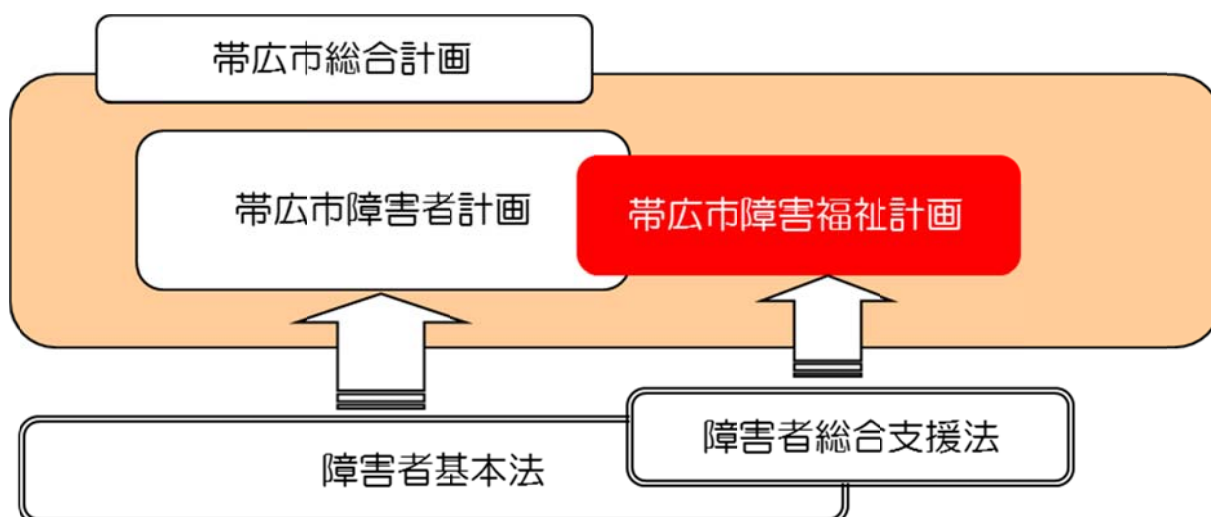 帯広市総合計画
帯広市障害者計画
帯広市障害福祉計画
障害者総合支援法
障害者基本法